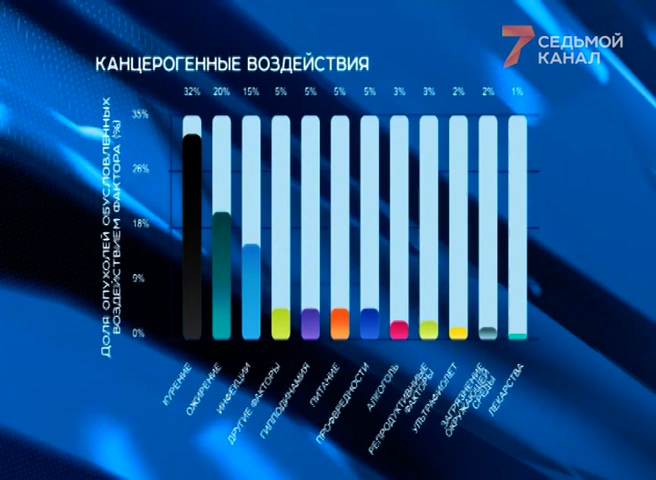 7 СЕДЬМОЙ
КАНАЛ
КАНЦЕРОГЕННЫЕ ВОЗДЕЙСТВИЯ
32% 20% 15% 5% 5% 5% 5% 3% 3% 2% 2% 1%
ДОЛЯ ОПУХОЛЕЙ ОБУСЛОВЛЕННЫХ
ВОЗДЕЙСТВИЕМ ФАКТОРА (%)
35%
26%
18%
9%
0%
КУРЕНИЕ
ОЖИРЕНИЕ
ИНФЕКЦИИ
ДРУГИЕ ФАКТОРЫ
ГИППОДИНАМИЯ
ПИТАНИЕ
ПРОФВРЕДНОСТИ
АЛКОГОЛЬ
РЕПРОДУКТИВНЫЕ
ФАКТОРЫ
УЛЬТРАФИОЛЕТ
ЗАГРЯЗНЕНИЕ
ОКРУЖАЮЩЕЙ
СРЕДЫ
ЛЕКАРСТВА